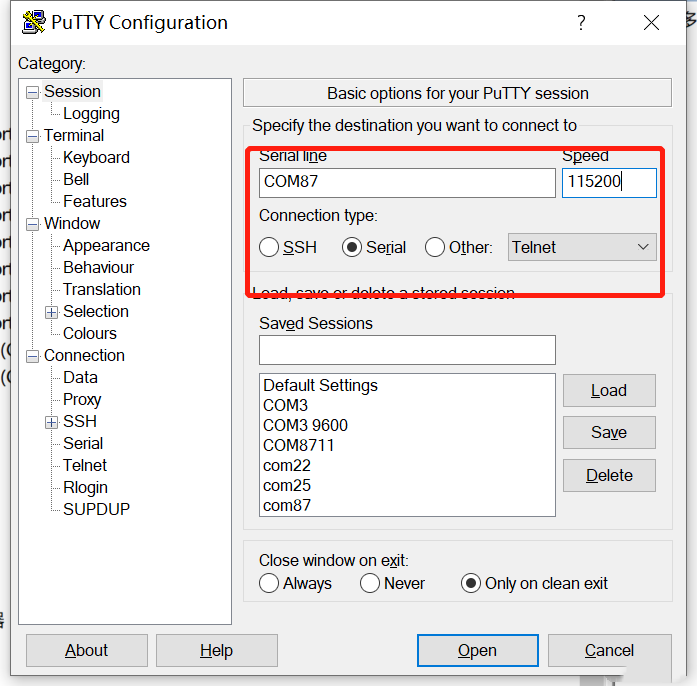 PuTTY Configuration ?
Category:
Session
Logging
Terminal
Keyboard
Bell
Features
Window
Appearance
Behaviour
Translation
Selection
Colours
Connection
Data
Proxy
SSH
Serial
Telnet
Rlogin
SUPDUP
Basic options for your PuTTY session
Specify the destination you want to connect to
Serial line Speed
COM87 115200
Connection type:
SSH Serial Other: Telnet
Load, save or delete a stored session
Saved Sessions
Default Settings
COM3
COM3 9600
COM8711
com22
com25
com87
Load
Save
Delete
Close window on exit:
Always Never Only on clean exit
About Help Open Cancel